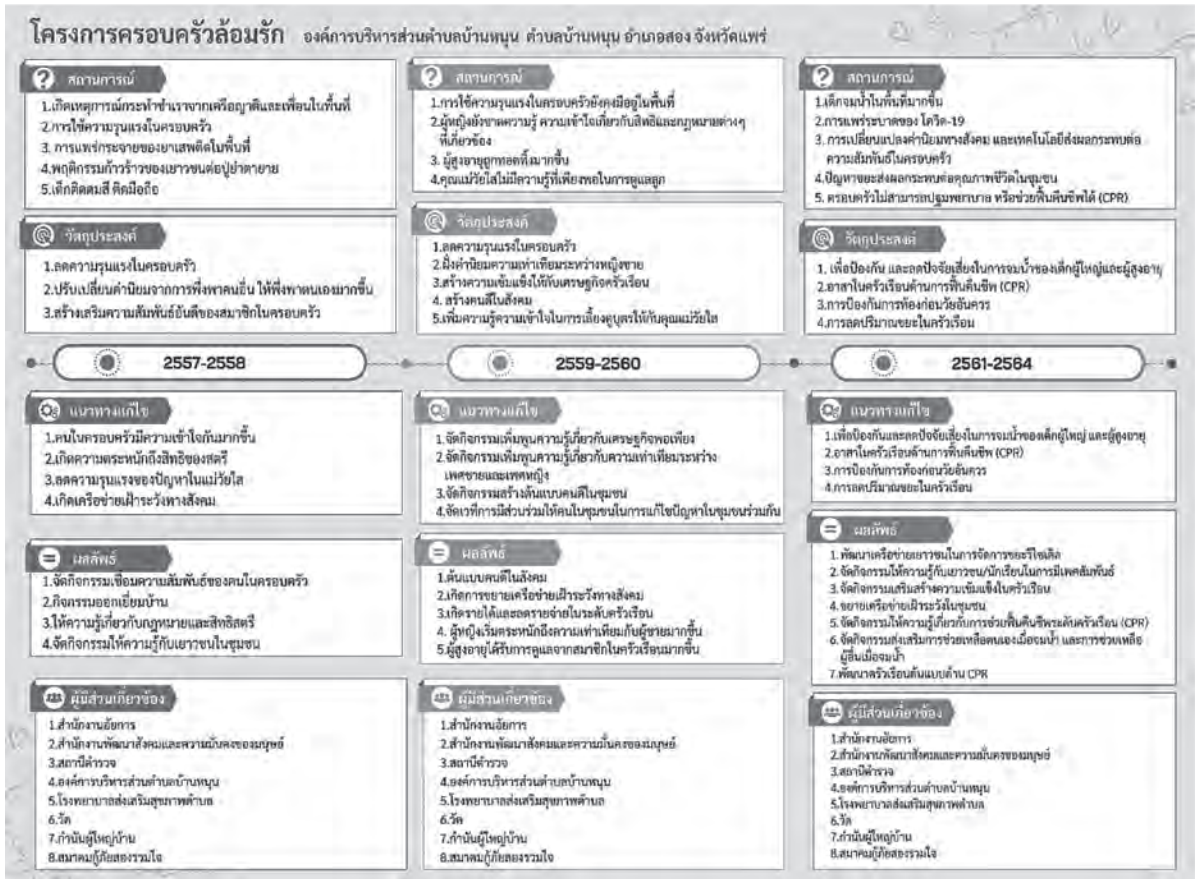 โครงการครอบครัวล้อมรัก องค์การบริหารส่วนตำบลบ้านหนุน ตำบลบ้านหนุน อำเภอสอง จังหวัดแพร่
สถานการณ์
1.เกิดเหตุการณ์กระทำชำเราจากเครือญาติและเพื่อนในพื้นที่
2.การใช้ความรุนแรงในครอบครัว
3. การแพร่กระจายของยาเสพติดในพื้นที่
4.พฤติกรรมก้าวร้าวของเยาวชนต่อปู่ย่าตายาย
5.เด็กติดคมสี ติดมือถือ
วัตถุประสงค์
1.ลดความรุนแรงในครอบครัว
2.ปรับเปลี่ยนค่านิยมจากการพึ่งพาคนอื่น ให้พึ่งพาตนเองมากขึ้น
3.สร้างเสริมความสัมพันธ์อันดีของสมาชิกในครอบครัว
2557-2558
แนวทางแก้ไข
1.คนในครอบครัวมีความเข้าใจกันมากขึ้น
2.เกิดความตระหนักถึงสิทธิของสตรี
3.ลดความรุนแรงของปัญหาในแม่วัยใส
4.เกิดเครือข่ายเฝ้าระวังทางสังคม
ผลลัพธ์
1.จัดกิจกรรมเชื่อมความสัมพันธ์ของคนในครอบครัว
2.กิจกรรมออกเยี่ยมบ้าน
3.ให้ความรู้เกี่ยวกับกฎหมายและสิทธิสตรี
4.จัดกิจกรรมให้ความรู้กับเยาวชนในชุมชน
ผู้มีส่วนเกี่ยวข้อง
1.สำนักงานอัยการ
2.สำนักงานพัฒนาสังคมและความมั่นคงของมนุษย์
3.สถานีตำรวจ
4.องค์การบริหารส่วนตำบลบ้านหนุน
5.โรงพยาบาลส่งเสริมสุขภาพตำบล
6.วัด
7.กำนันผู้ใหญ่บ้าน
8.สมาคมกู้ภัยสองรวมใจ
สถานการณ์
1.การใช้ความรุนแรงในครอบครัวยังคงมีอยู่ในพื้นที่
2.ผู้หญิงยังขาดความรู้ ความเข้าใจเกี่ยวกับสิทธิและกฎหมายต่างๆ
ที่เกี่ยวข้อง
3. ผู้สูงอายุถูกทอดทิ้งมากขึ้น
4.คุณแม่วัยใสไม่มีความรู้ที่เพียงพอในการดูแลลูก
วัตถุประสงค์
1.ลดความรุนแรงในครอบครัว
2.ฝังค่านิยมความเท่าเทียมระหว่างหญิงชาย
3.สร้างความเข้มแข็งให้กับเศรษฐกิจครัวเรือน
4. สร้างคนดีในสังคม
5.เพิ่มความรู้ความเข้าใจในการเลี้ยงดูบุตรให้กับคุณแม่วัยใส
2559-2560
แนวทางแก้ไข
1.จัดกิจกรรมเพิ่มพูนความรู้เกี่ยวกับเศรษฐกิจพอเพียง
2.จัดกิจกรรมเพิ่มพูนความรู้เกี่ยวกับความเท่าเทียมระหว่าง
เพศชายและเพศหญิง
3.จัดกิจกรรมสร้างต้นแบบคนดีในชุมชน
4.จัดเวทีการมีส่วนร่วมให้คนในชุมชนในการแก้ไขปัญหาในชุมชนร่วมกัน
ผลลัพธ์
1.ต้นแบบคนดีในสังคม
2.เกิดการขยายเครือข่ายเฝ้าระวังทางสังคม
3.เกิดรายได้และลดรายจ่ายในระดับครัวเรือน
4. ผู้หญิงเริ่มตระหนักถึงความเท่าเทียมกับผู้ชายมากขึ้น
5.ผู้สูงอายุได้รับการดูแลจากสมาชิกในครัวเรือนมากขึ้น
ผู้มีส่วนเกี่ยวข้อง
1.สำนักงานอัยการ
2.สำนักงานพัฒนาสังคมและความมั่นคงของมนุษย์
3.สถานีตำรวจ
4.องค์การบริหารส่วนตำบลบ้านหนุน
5.โรงพยาบาลส่งเสริมสุขภาพตำบล
6.วัด
7.กำนันผู้ใหญ่บ้าน
8.สมาคมกู้ภัยสองรวมใจ
สถานการณ์
1.เด็กจมน้ำในพื้นที่มากขึ้น
2.การแพร่ระบาดของ โควิด-19
3. การเปลี่ยนแปลงค่านิยมทางสังคม และเทคโนโลยีส่งผลกระทบต่อ
ความสัมพันธ์ในครอบครัว
4.ปัญหาขยะส่งผลกระทบต่อคุณภาพชีวิตในชุมชน
5. ครอบครัวไม่สามารถปฐมพยาบาล หรือช่วยฟื้นคืนชีพได้ (CPR)
วัตถุประสงค์
1. เพื่อป้องกัน และลดปัจจัยเสี่ยงในการจมน้ำของเด็กผู้ใหญ่และผู้สูงอายุ
2.อาสาในครัวเรือนด้านการฟื้นคืนชีพ (CPR)
3.การป้องกันการท้องก่อนวัยอันควร
4.การลดปริมาณขยะในครัวเรือน
2561-2564
แนวทางแก้ไข
1.เพื่อป้องกันและลดปัจจัยเสี่ยงในการจมน้ำของเด็กผู้ใหญ่ และผู้สูงอายุ
2.อาสาในครัวเรือนด้านการฟื้นคืนชีพ (CPR)
3.การป้องกันการท้องก่อนวัยอันควร
4.การลดปริมาณขยะในครัวเรือน
ผลลัพธ์
1. พัฒนาเครือข่ายเยาวชนในการจัดการขยะรีไซเคิล
2. จัดกิจกรรมให้ความรู้กับเยาวชน/นักเรียนในการมีเพศสัมพันธ์
3. จัดกิจกรรมเสริมสร้างความเข้มแข็งในครัวเรือน
4. ขยายเครือข่ายเฝ้าระวังในชุมชน
5. จัดกิจกรรมให้ความรู้เกี่ยวกับการช่วยฟื้นคืนชีพระดับครัวเรือน (CPR)
6. จัดกิจกรรมส่งเสริมการช่วยเหลือตนเองเมื่อจมน้ำ และการช่วยเหลือ
ผู้อื่นเมื่อจมน้ำ
7.พัฒนาครัวเรือนต้นแบบด้าน CPR
ผู้มีส่วนเกี่ยวข้อง
1.สำนักงานอัยการ
2.สำนักงานพัฒนาสังคมและความมั่นคงของมนุษย์
3.สถานีตำรวจ
4.องค์การบริหารส่วนตำบลบ้านหนุน
5.โรงพยาบาลส่งเสริมสุขภาพตำบล
6.วัด
7.กำนันผู้ใหญ่บ้าน
8.สมาคมกู้ภัยสองรวมใจ